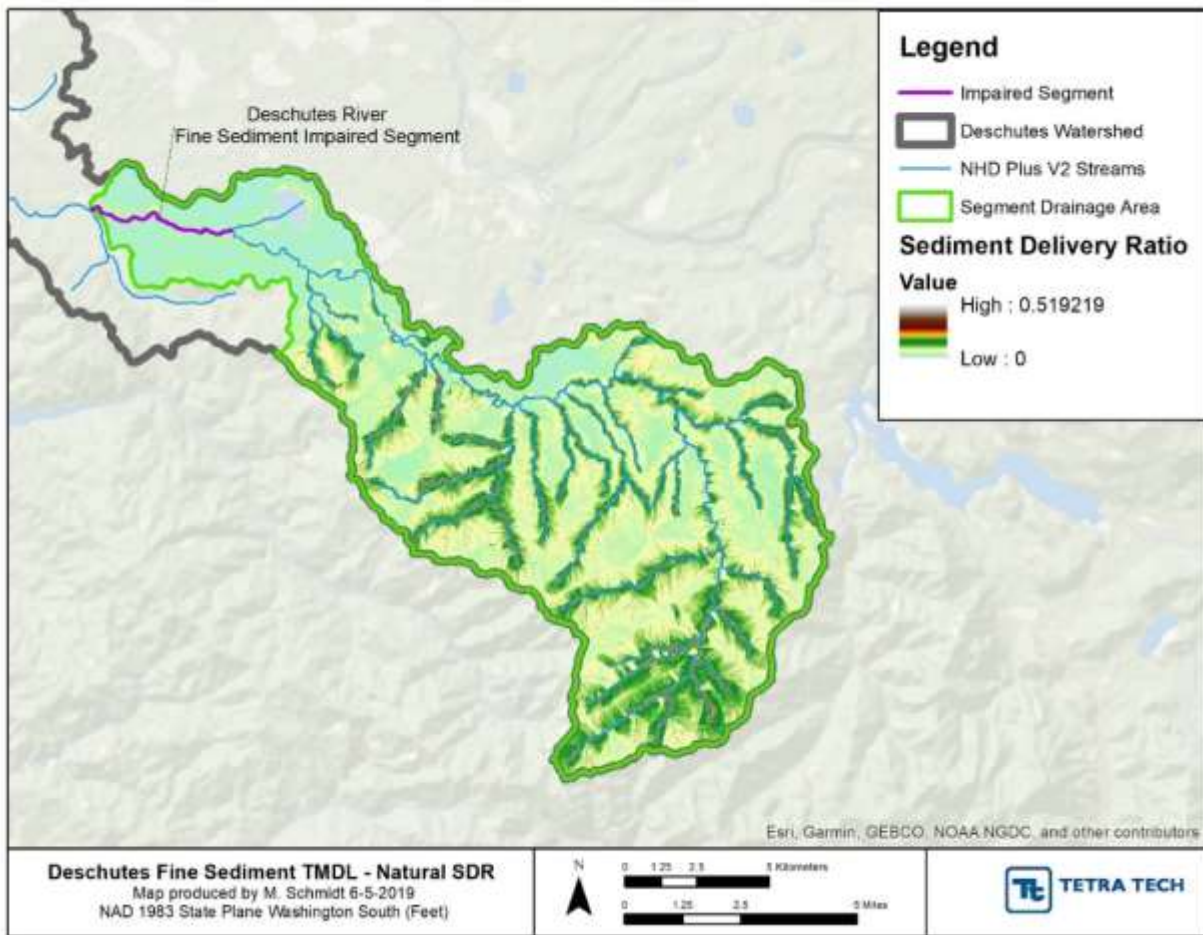 Deschutes River
Fine Sediment Impaired Segment
Legend
Impaired Segment
Deschutes Watershed
NHD Plus V2 Streams
Segment Drainage Area
Sediment Delivery Ratio
Value
High : 0.519219
Low : 0
Esri, Garmin, GEBCO, NOAA NGDC, and other contributors
Deschutes Fine Sediment TMDL - Natural SDR
Map produced by M. Schmidt 6-5-2019
NAD 1983 State Plane Washington South (Feet)
N
0 1.25 2.5 5 Kilometers
0 1.25 2.5 5 Miles
Tt TETRA TECH